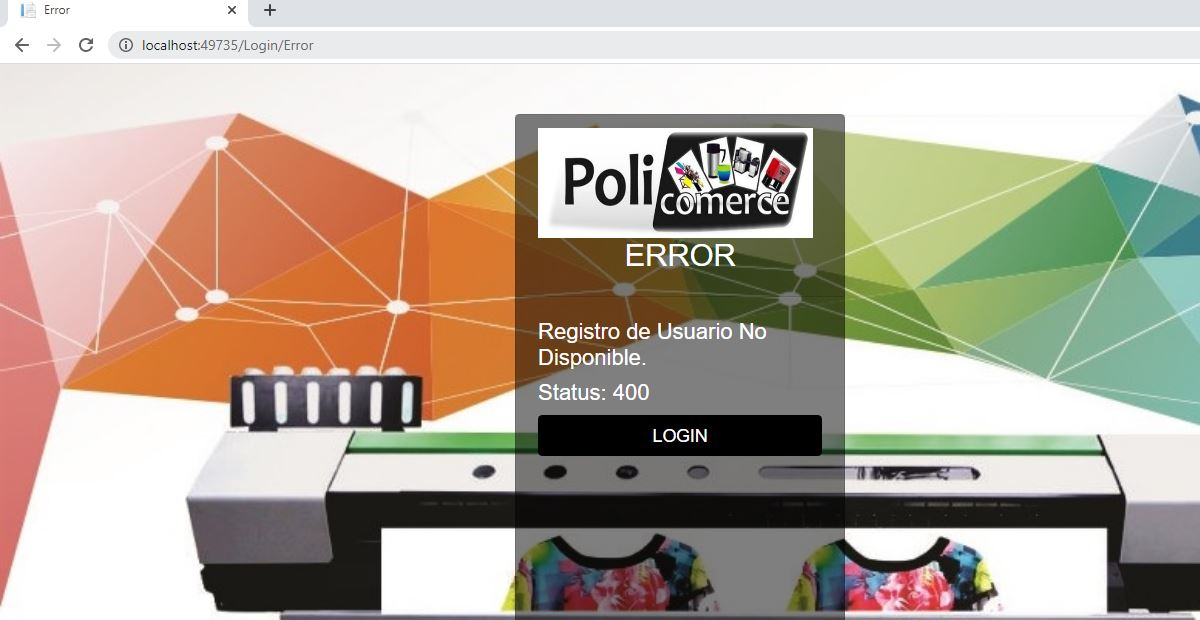 Error
localhost:49735/Login/Error
Poli
comerce
ERROR
Registro de Usuario No
Disponible.
Status: 400
LOGIN